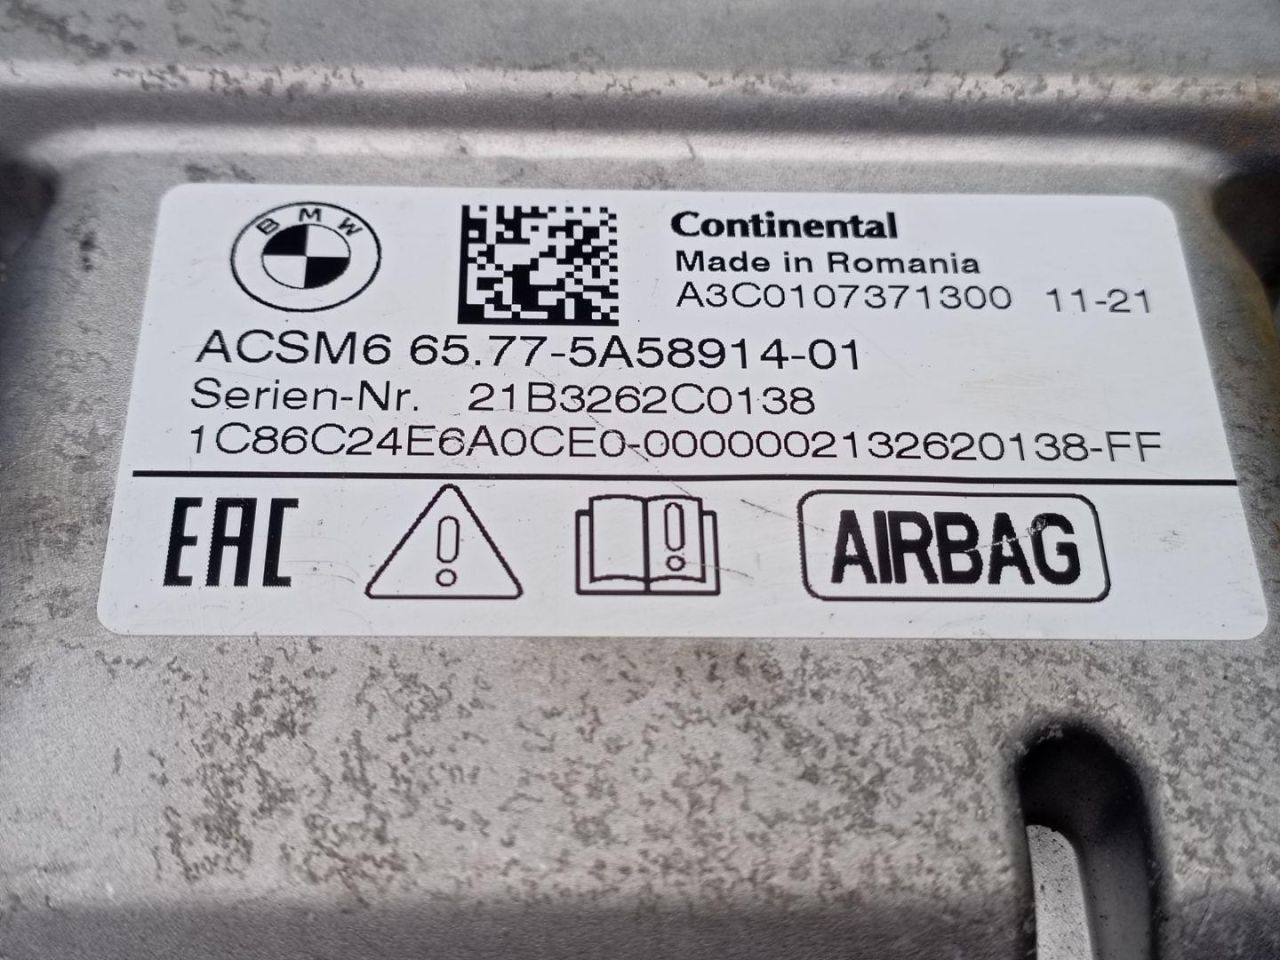 BMW
Continental
Made in Romania
A3C0107371300 11-21
ACSM6 65.77-5A58914-01
Serien-Nr. 21B3262C0138
1C86C24E6A0CE0-0000002132620138-FF
EAC
AIRBAG